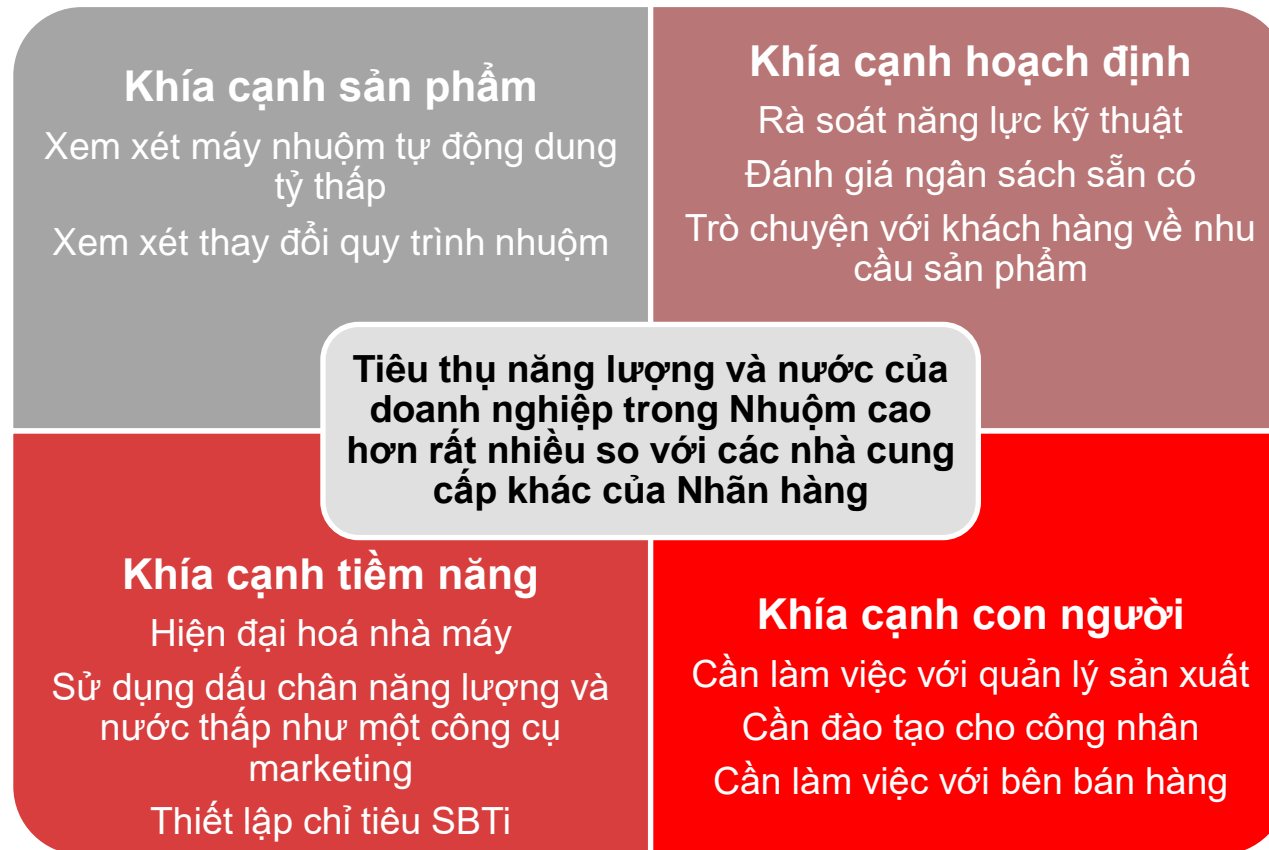 Khía cạnh sản phẩm
Xem xét máy nhuộm tự động dung
tỷ thấp
Xem xét thay đổi quy trình nhuộm
Khía cạnh hoạch định
Rà soát năng lực kỹ thuật
Đánh giá ngân sách sẵn có
Trò chuyện với khách hàng về nhu
cầu sản phẩm
Tiêu thụ năng lượng và nước của
doanh nghiệp trong Nhuộm cao
hơn rất nhiều so với các nhà cung
cấp khác của Nhãn hàng
Khía cạnh tiềm năng
Hiện đại hoá nhà máy
Sử dụng dấu chân năng lượng và
nước thấp như một công cụ
marketing
Thiết lập chỉ tiêu SBTi
Khía cạnh con người
Cần làm việc với quản lý sản xuất
Cần đào tạo cho công nhân
Cần làm việc với bên bán hàng